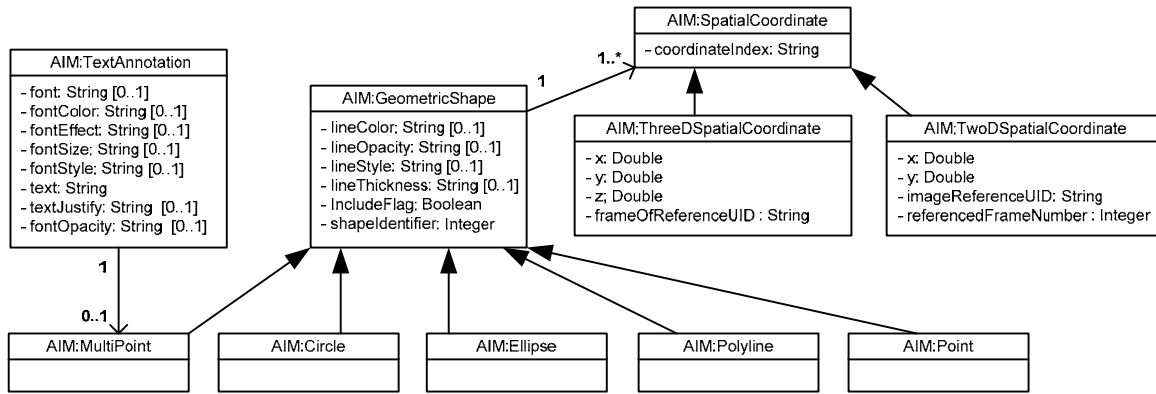 AIM:SpatialCoordinate
- coordinateIndex: String
AIM:TextAnnotation
- font: String [0..1]
- fontColor: String [0..1]
- fontEffect: String [0..1]
- fontSize: String [0..1]
- fontStyle: String [0..1]
- text: String
- textJustify: String [0..1]
- fontOpacity: String [0..1]
1
0..1
AIM:GeometricShape
- lineColor: String [0..1]
- lineOpacity: String [0..1]
- lineStyle: String [0..1]
- lineThickness: String [0..1]
- IncludeFlag: Boolean
- shapeIdentifier: Integer
1
1..*
AIM:ThreeDSpatialCoordinate
- x: Double
- y: Double
- z: Double
- frameOfReferenceUID : String
AIM:TwoDSpatialCoordinate
- x: Double
- y: Double
- imageReferenceUID: String
- referencedFrameNumber : Integer
AIM:MultiPoint
AIM:Circle
AIM:Ellipse
AIM:Polyline
AIM:Point